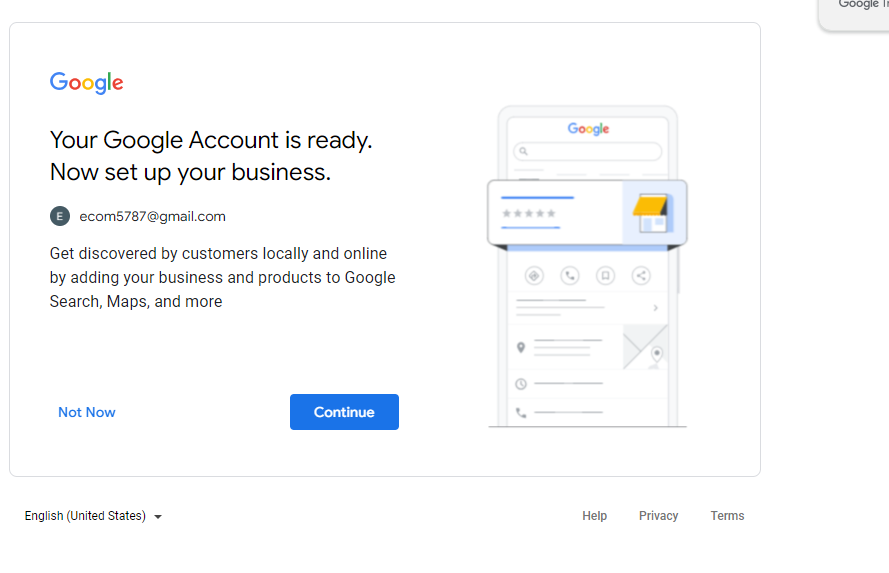 Google In
Google
Your Google Account is ready.
Now set up your business.
E ecom5787@gmail.com
Get discovered by customers locally and online
by adding your business and products to Google
Search, Maps, and more
Not Now
Continue
Google
English (United States)
Help
Privacy
Terms